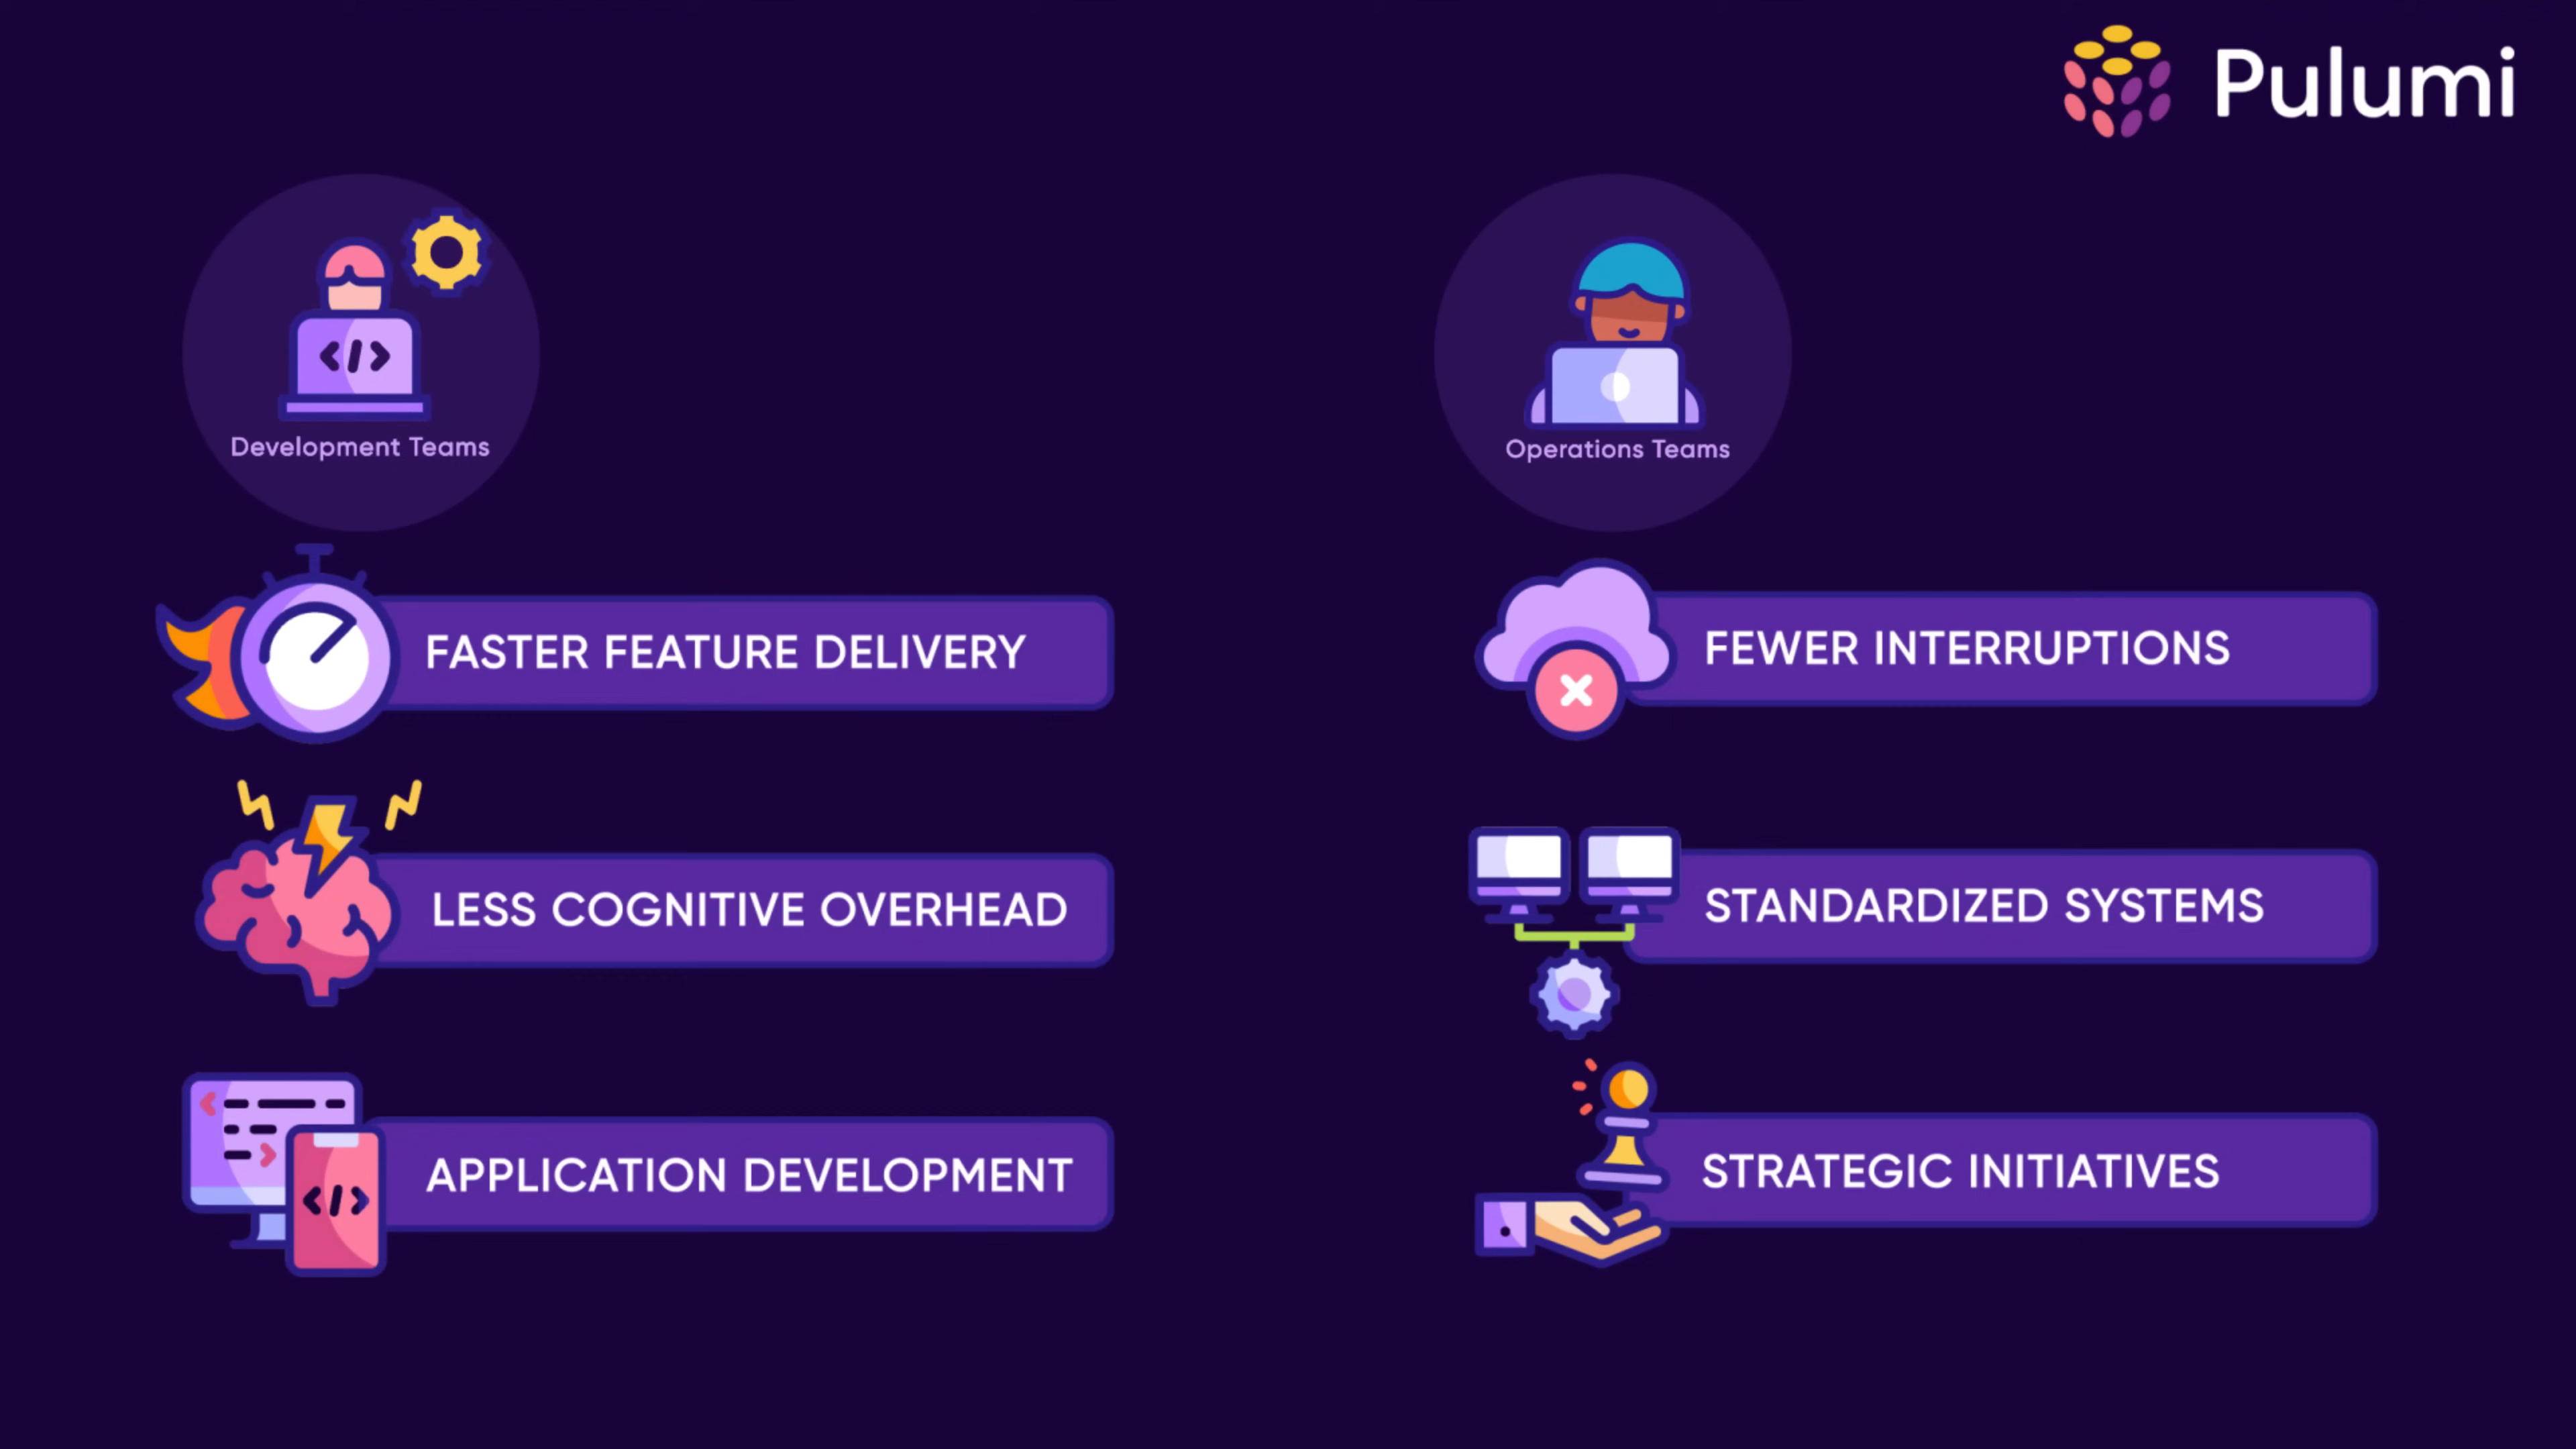 Pulumi
</>
Development Teams
FASTER FEATURE DELIVERY
LESS COGNITIVE OVERHEAD
</>
APPLICATION DEVELOPMENT
Operations Teams
FEWER INTERRUPTIONS
STANDARDIZED SYSTEMS
STRATEGIC INITIATIVES